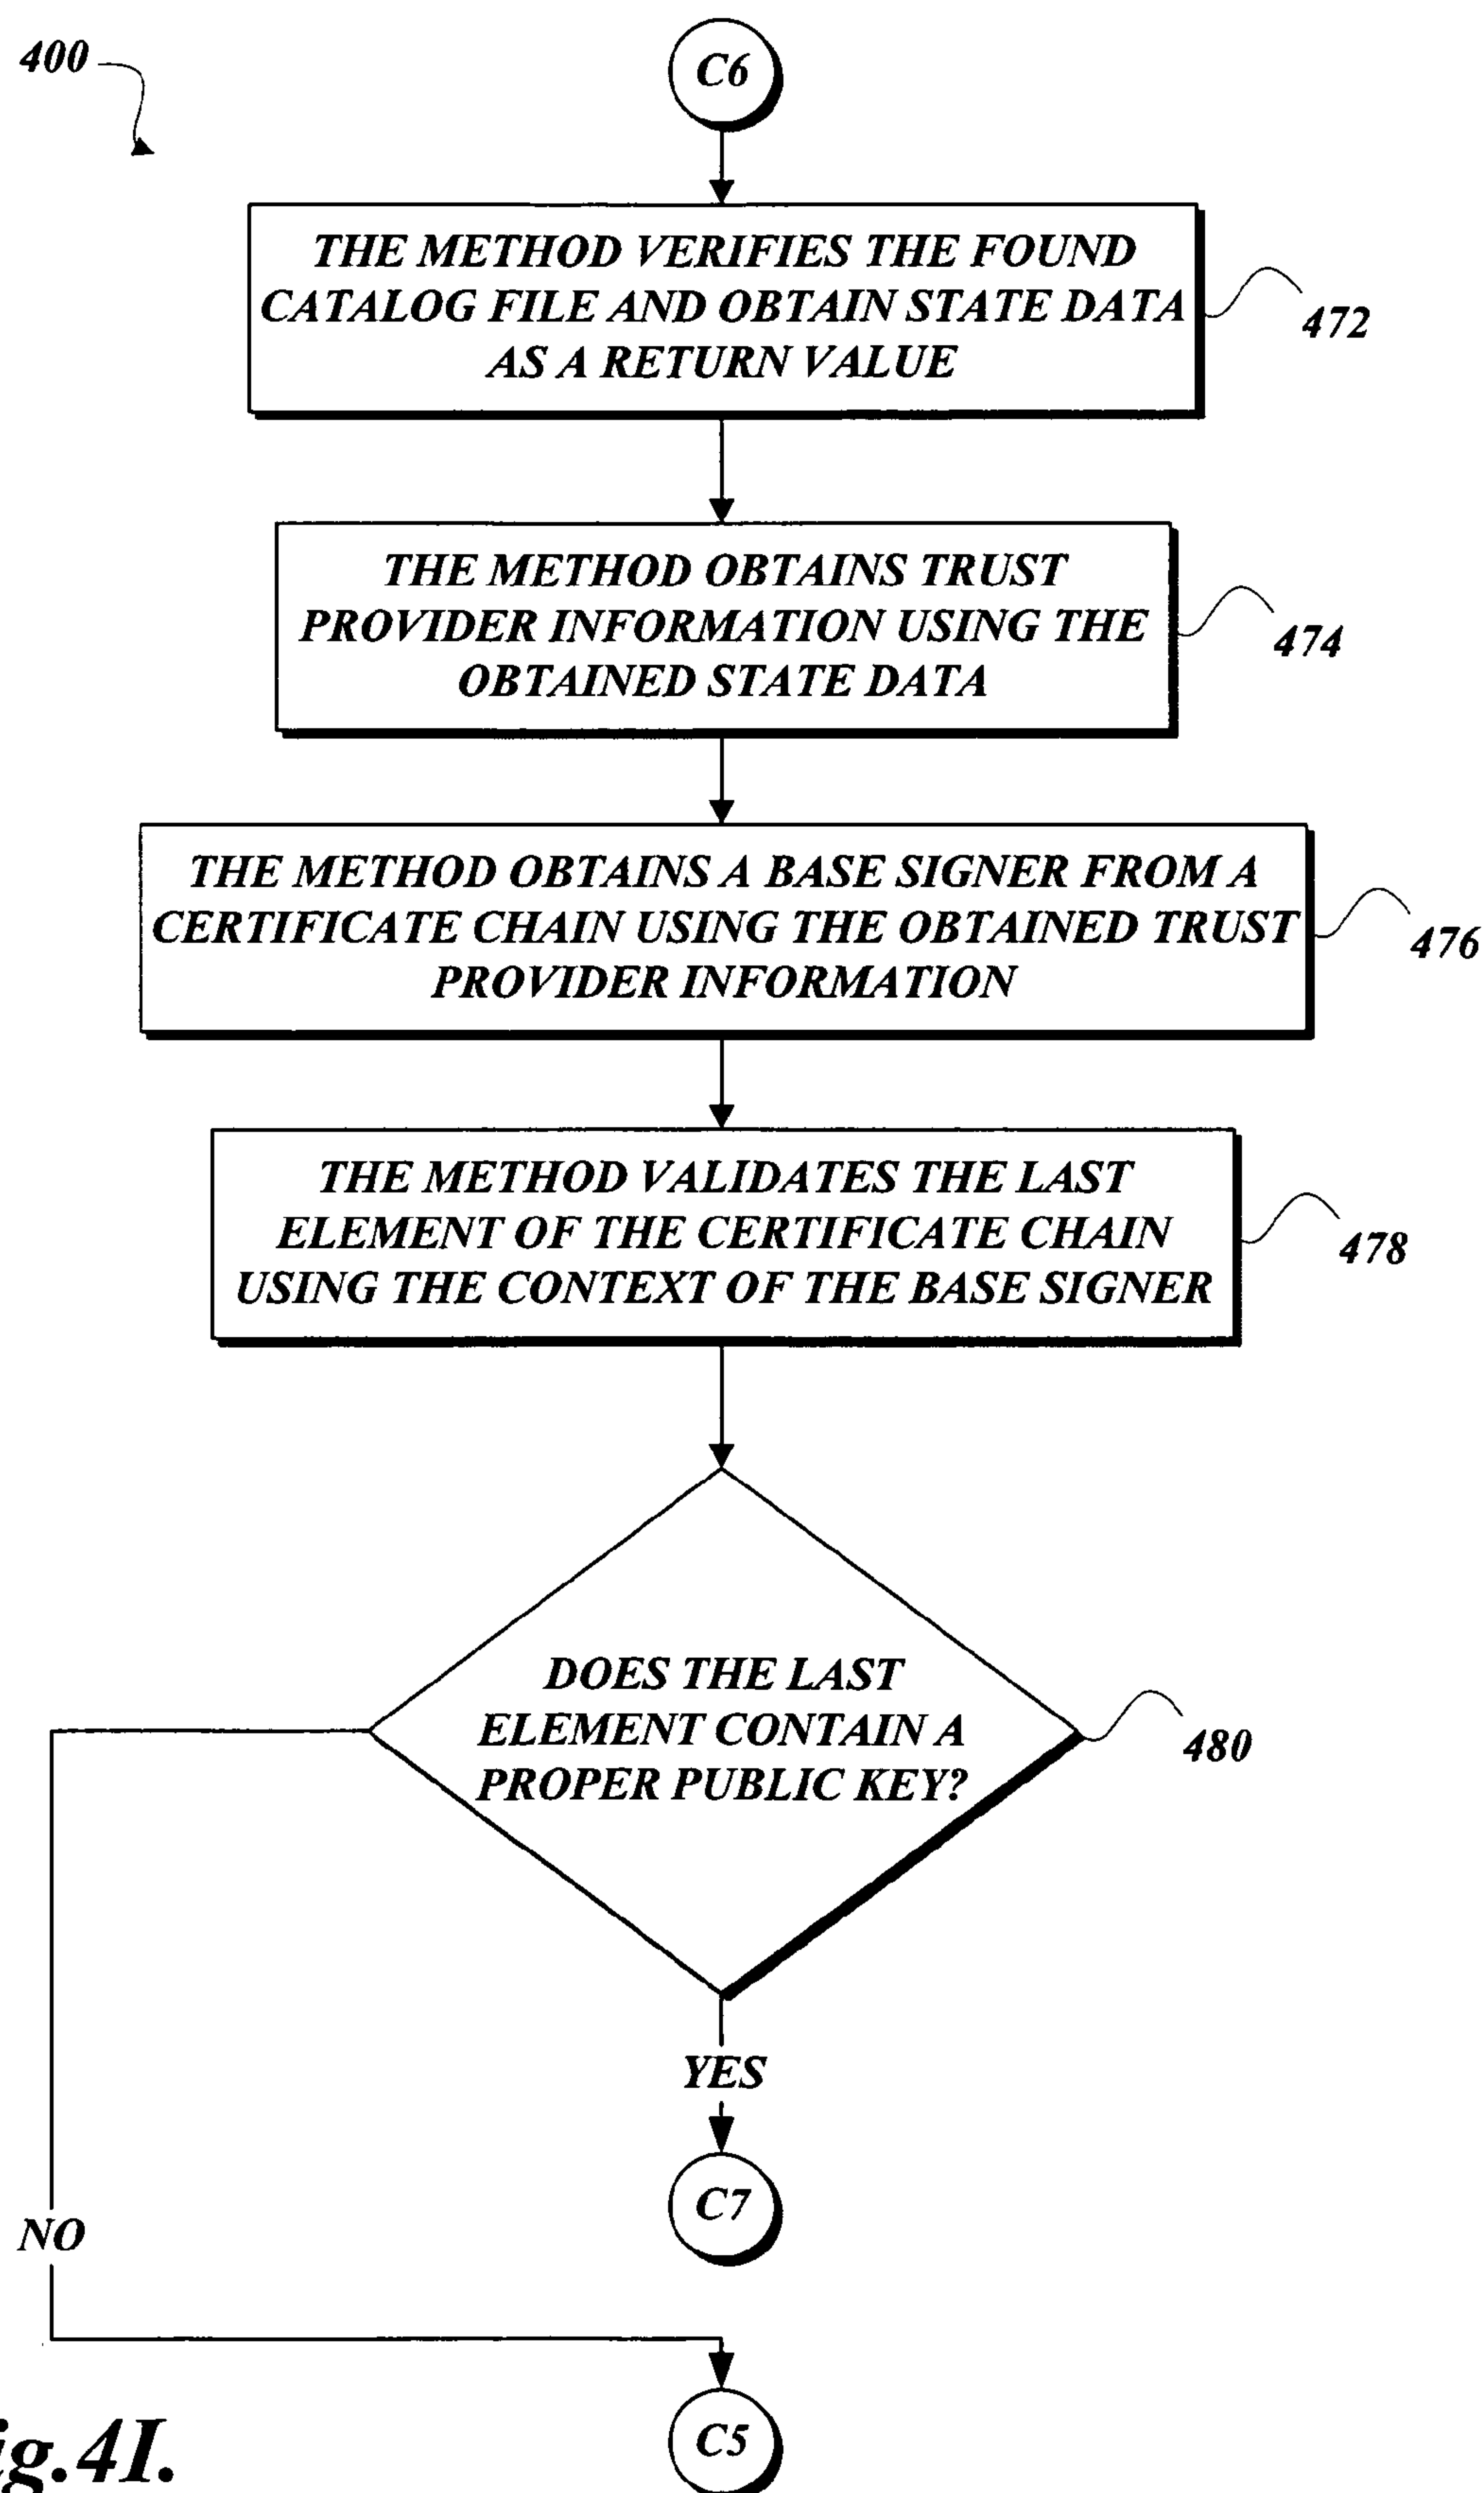 400
C6
THE METHOD VERIFIES THE FOUND
CATALOG FILE AND OBTAIN STATE DATA
AS A RETURN VALUE
472
THE METHOD OBTAINS TRUST
PROVIDER INFORMATION USING THE
OBTAINED STATE DATA
474
THE METHOD OBTAINS A BASE SIGNER FROM A
CERTIFICATE CHAIN USING THE OBTAINED TRUST
PROVIDER INFORMATION
476
THE METHOD VALIDATES THE LAST
ELEMENT OF THE CERTIFICATE CHAIN
USING THE CONTEXT OF THE BASE SIGNER
478
DOES THE LAST
ELEMENT CONTAIN A
PROPER PUBLIC KEY?
480
YES
C7
NO
C5
ig.4I.